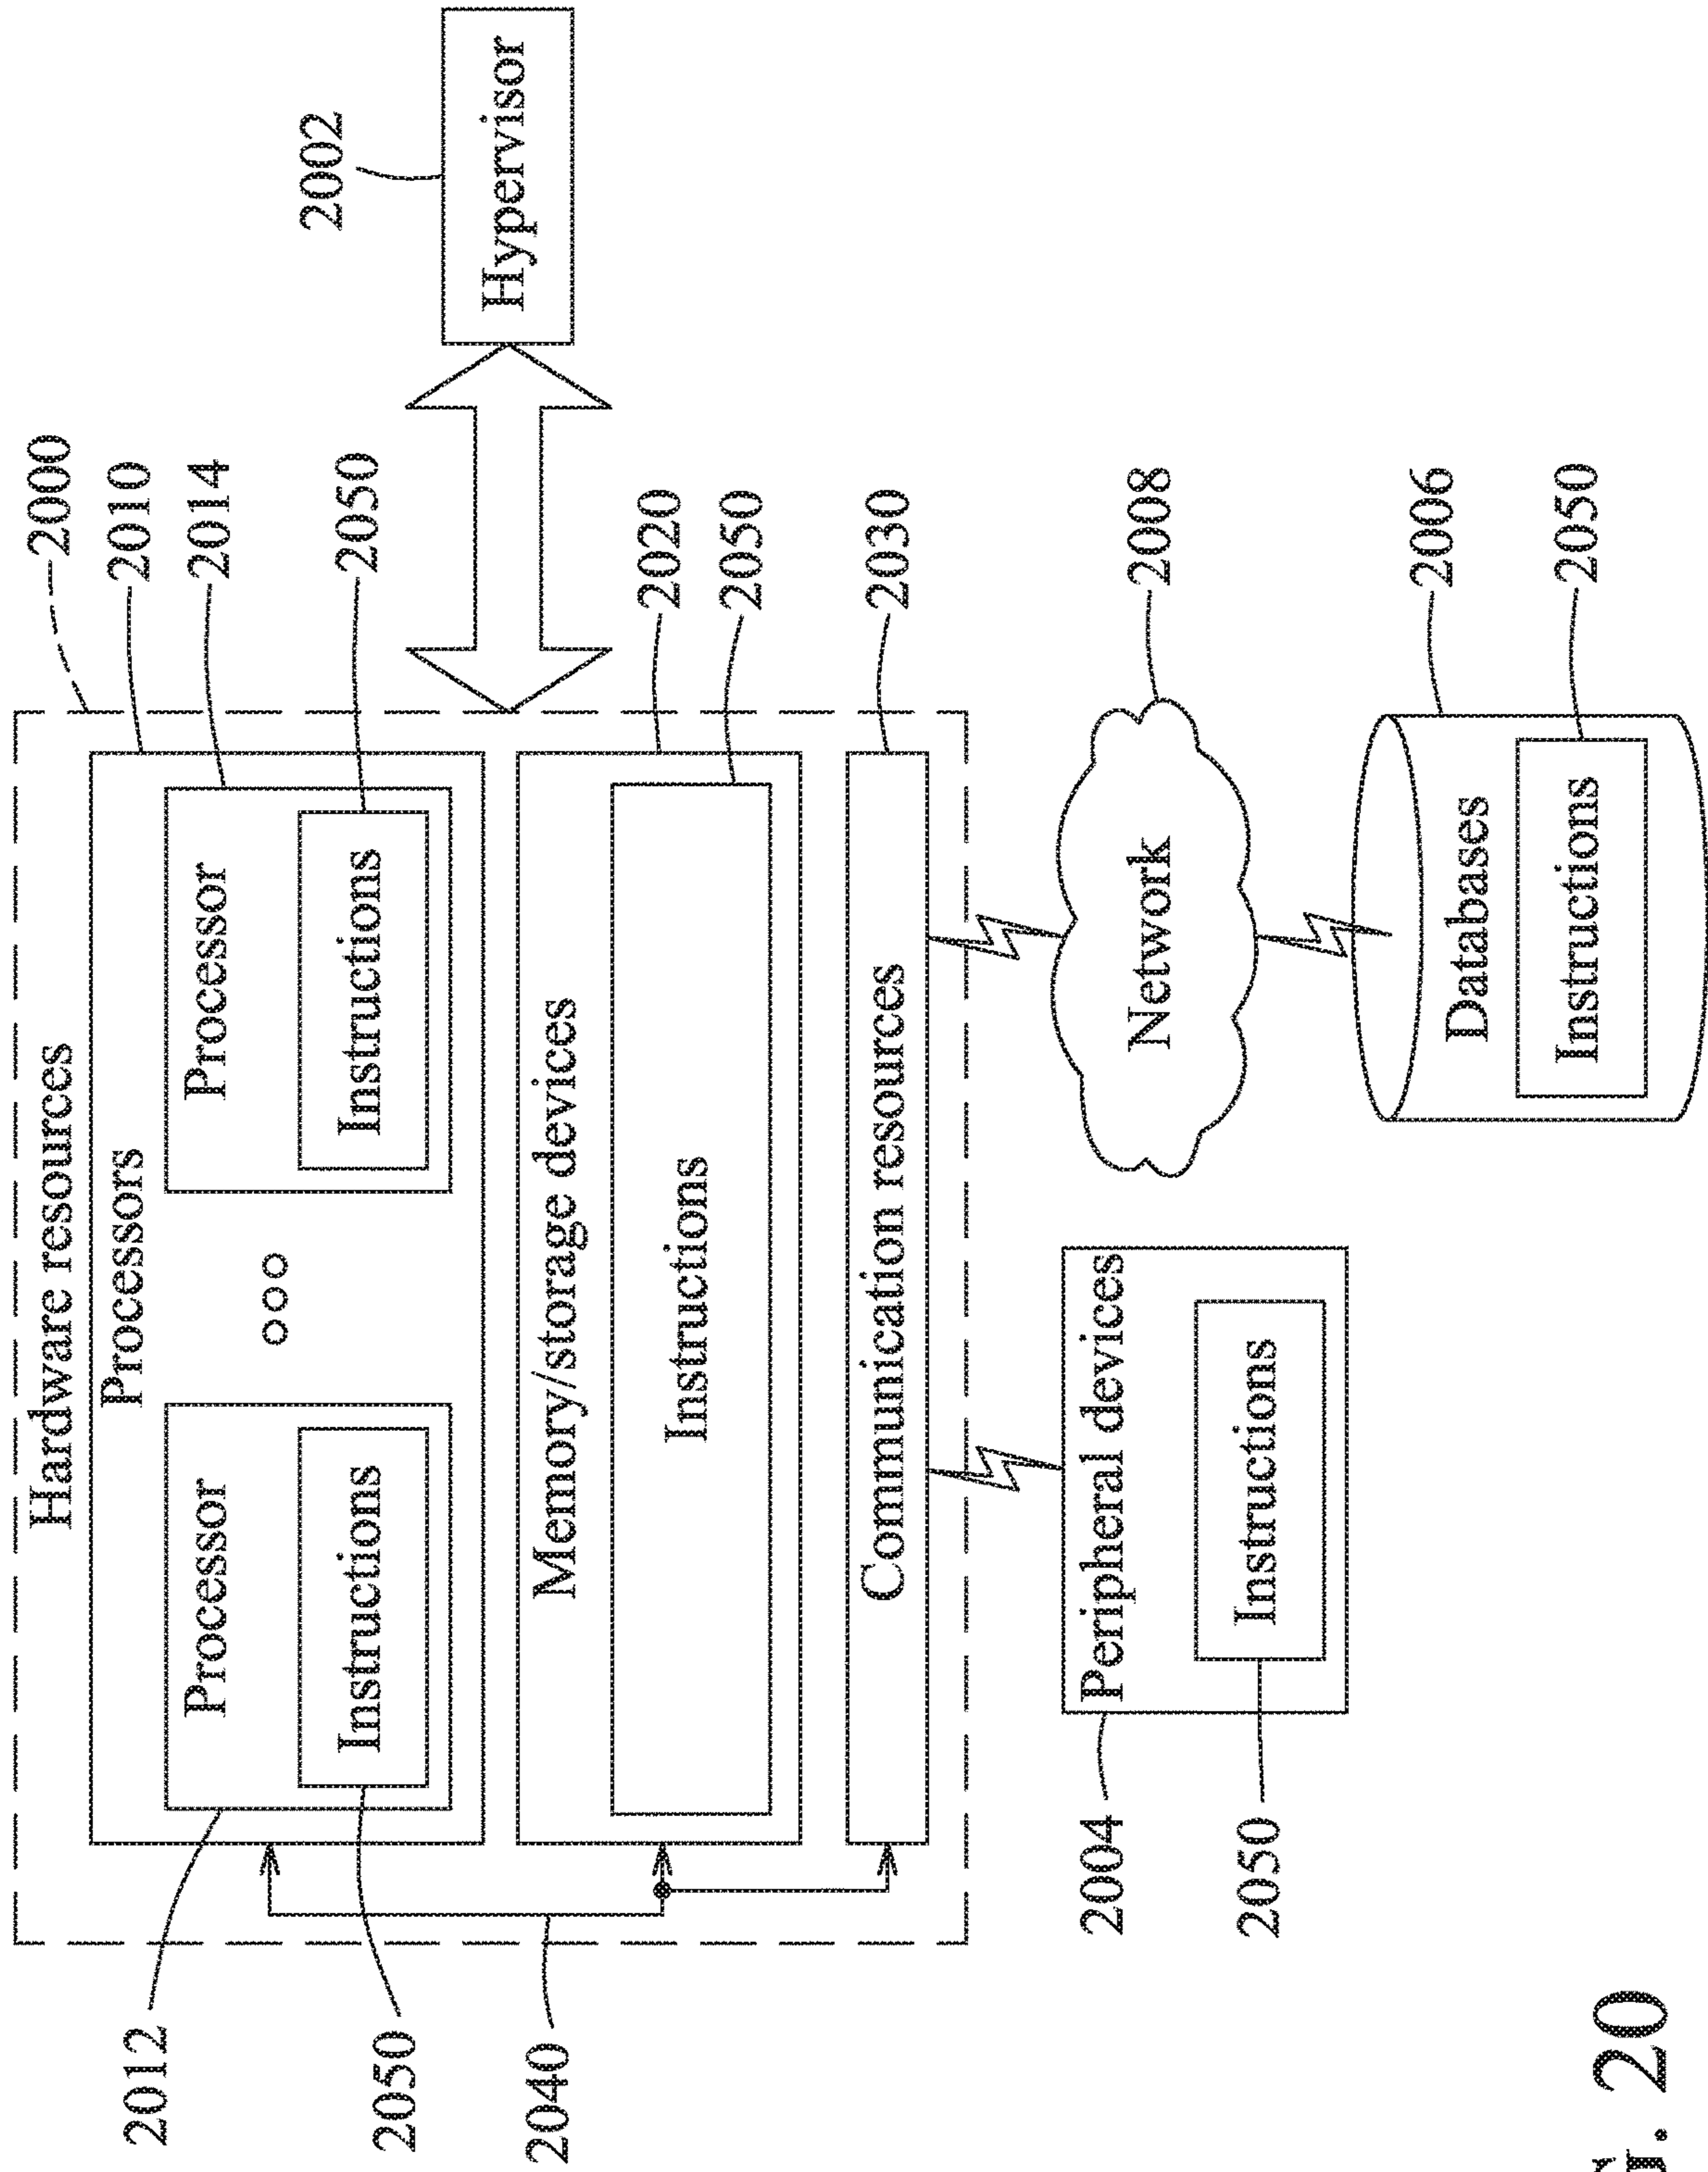 2000
Hardware resources
2010
Processors
2012
2014
Processor
Processor
2050
Instructions
Instructions
2050
2002
Hypervisor
2040
2020
Memory/storage devices
2050
Instructions
2030
Communication resources
2004
Peripheral devices
2050
Instructions
2008
Network
2006
Databases
2050
Instructions
20